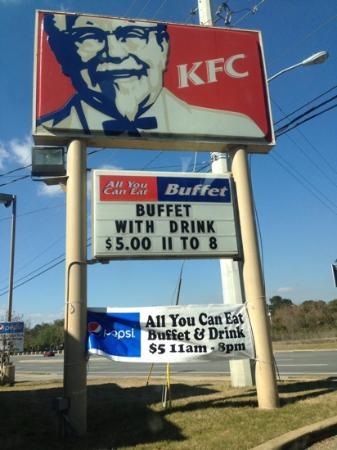 KFC
All You
Can Eat
Buffet
BUFFET
WITH DRINK
$5.00 11 TO 8
pepsi
All You Can Eat
Buffet & Drink
$5 11am - 8pm